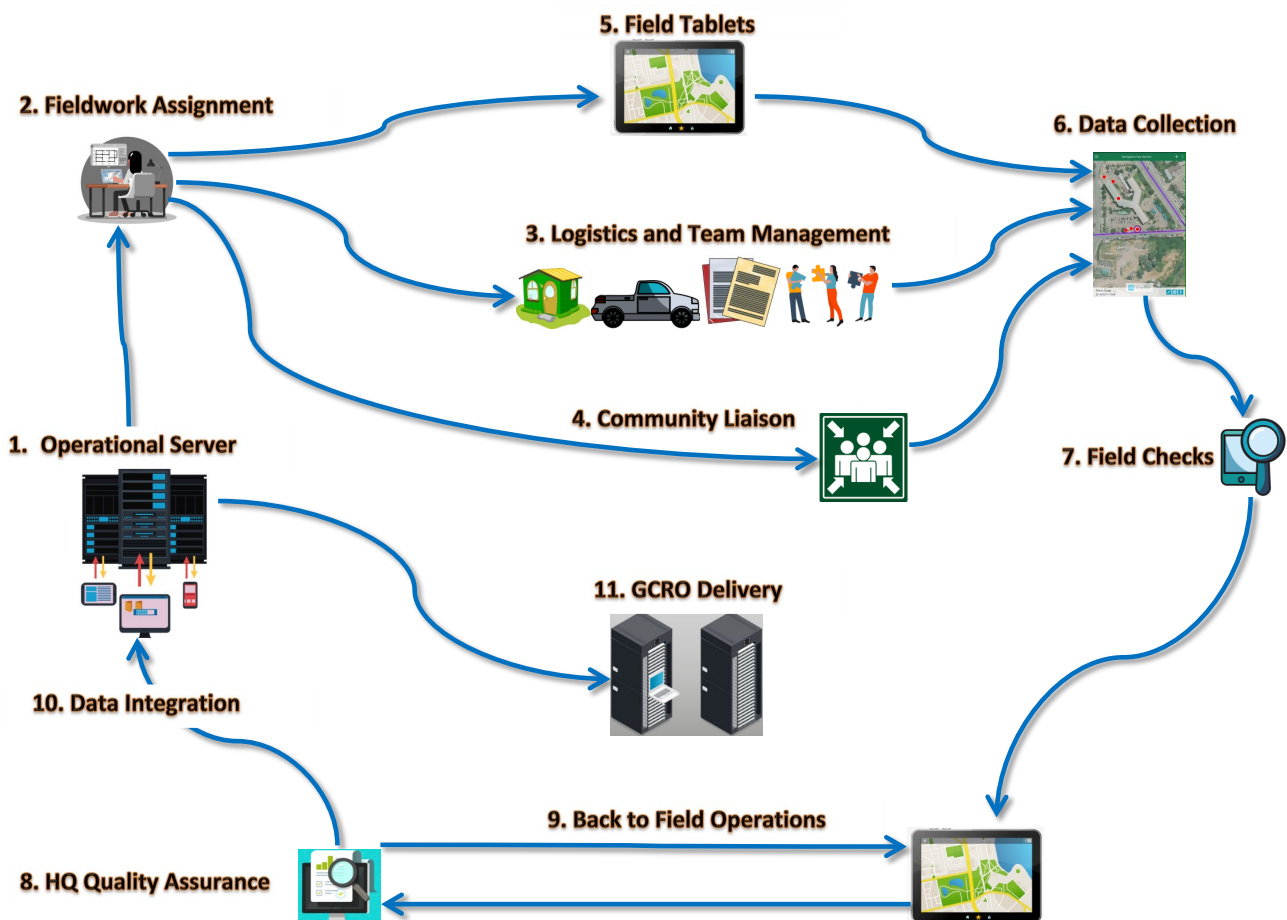 5. Field Tablets
2. Fieldwork Assignment
6. Data Collection
3. Logistics and Team Management
4. Community Liaison
1. Operational Server
7. Field Checks
11. GCRO Delivery
10. Data Integration
9. Back to Field Operations
8. HQ Quality Assurance